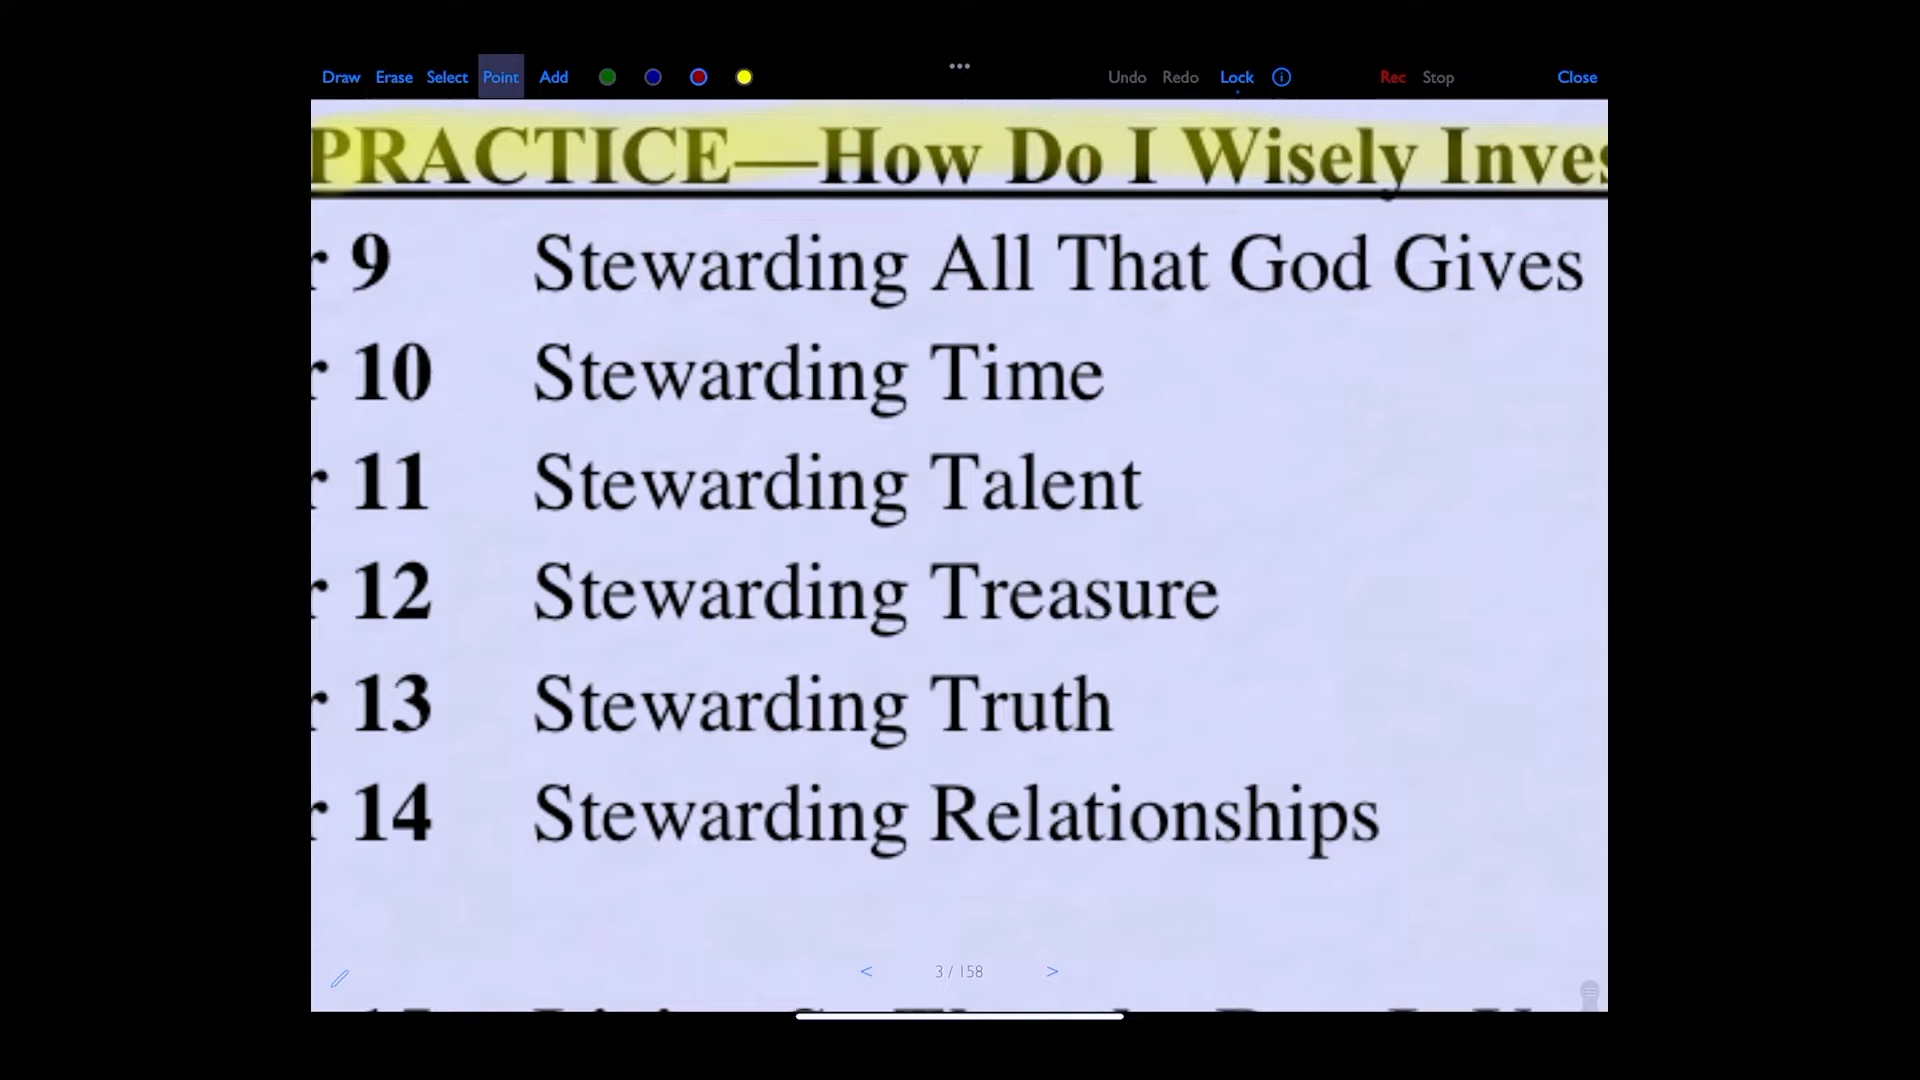 Draw Erase Select Point Add Undo Redo Lock Rec Stop Close
PRACTICE—How Do I Wisely
r 9 Stewarding All That God Gives
r 10 Stewarding Time
r 11 Stewarding Talent
r 12 Stewarding Treasure
r 13 Stewarding Truth
r 14 Stewarding Relationships
< 3 / 158 >